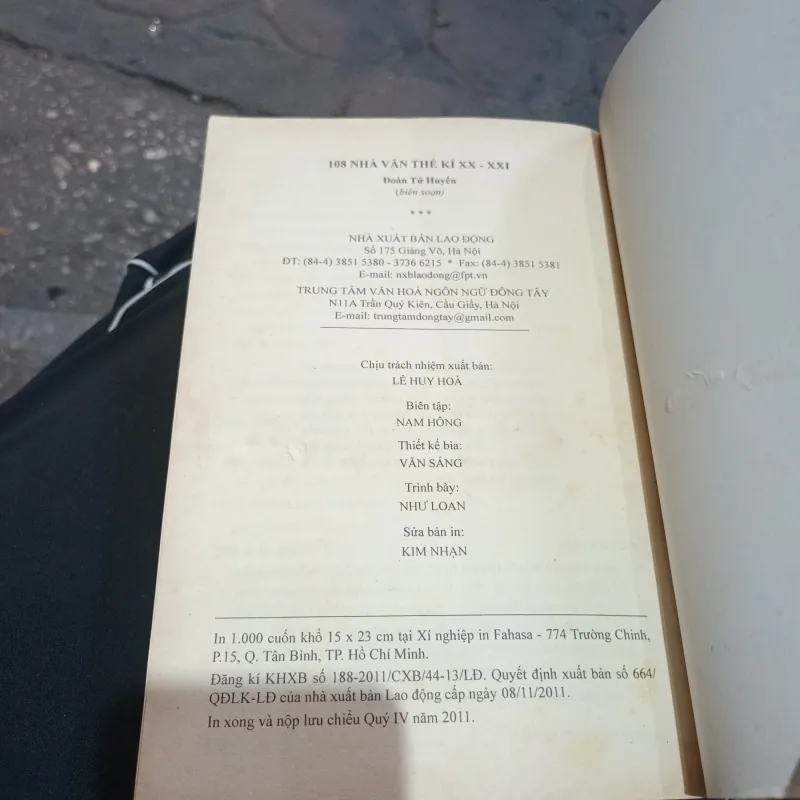 108 NHÀ VĂN THẾ KỈ XX - XXI
Đoàn Tử Huyến
(biên soạn)
***
NHÀ XUẤT BẢN LAO ĐỘNG
Số 175 Giảng Võ, Hà Nội
ĐT: (84-4) 3851 5380 - 3736 6215 * Fax: (84-4) 3851 5381
E-mail: nxblaodong@fpt.vn
TRUNG TÂM VĂN HOÁ NGÔN NGỮ ĐÔNG TÂY
N11A Trần Quý Kiên, Cầu Giấy, Hà Nội
E-mail: trungtamdongtay@gmail.com
Chịu trách nhiệm xuất bản:
LÊ HUY HOÀ
Biên tập:
NAM HỒNG
Thiết kế bìa:
VĂN SÁNG
Trình bày:
NHƯ LOAN
Sửa bản in:
KIM NHẠN
In 1.000 cuốn khổ 15 x 23 cm tại Xí nghiệp in Fahasa - 774 Trường Chinh,
P.15, Q. Tân Bình, TP. Hồ Chí Minh.
Đăng kí KHXB số 188-2011/CXB/44-13/LĐ. Quyết định xuất bản số 664/
QĐLK-LĐ của nhà xuất bản Lao động cấp ngày 08/11/2011.
In xong và nộp lưu chiểu Quý IV năm 2011.